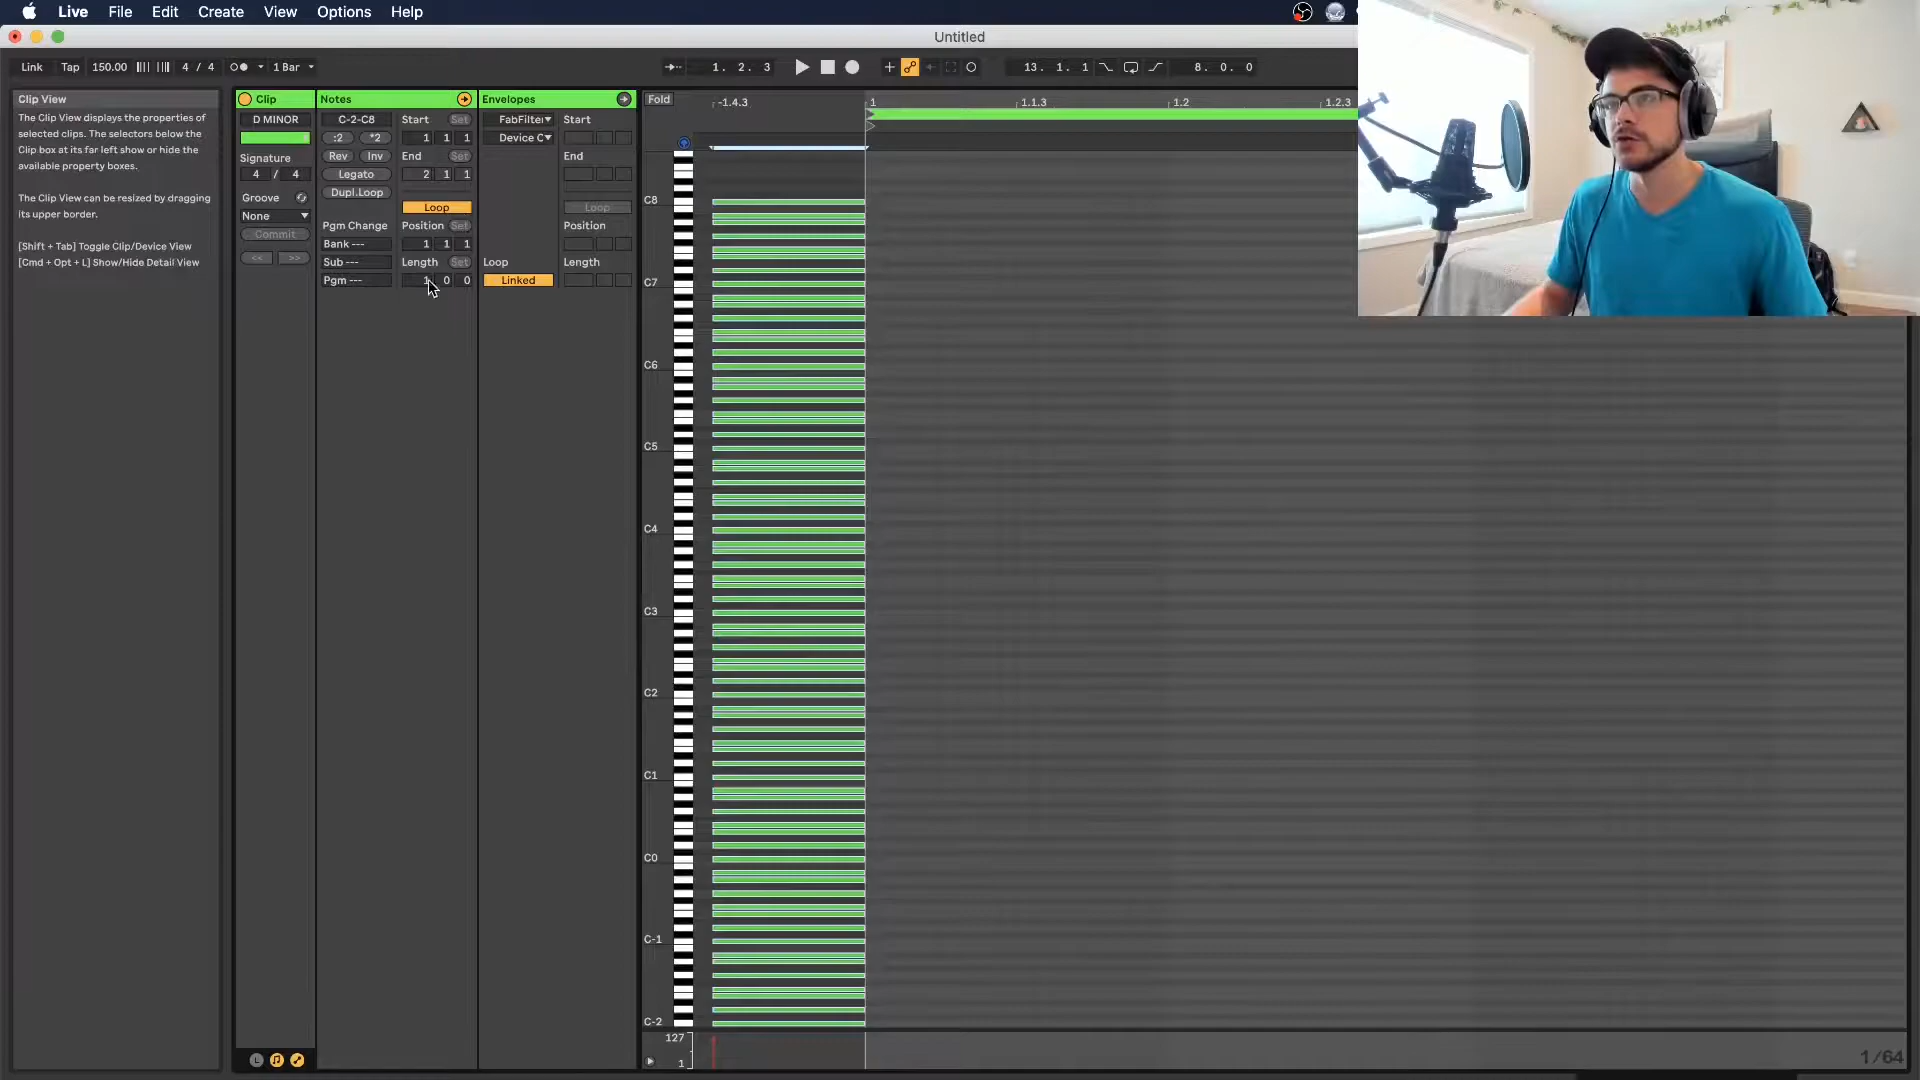 Live File Edit Create View Options Help
Untitled
Link Tap 150.00 4 / 4 1 Bar 1. 2. 3 13. 1. 1 8. 0. 0
Clip View
The Clip View displays the properties of
selected clips. The selectors below the
Clip box at its far left show or hide the
available property boxes.
The Clip View can be resized by dragging
its upper border.
[Shift + Tab] Toggle Clip/Device View
[Cmd + Opt + L] Show/Hide Detail View
Clip
D MINOR
Signature
4 / 4
Groove
None
Commit
<< >>
Notes
C-2-C8
:2 *2
Rev Inv
Legato
Dupl.Loop
Pgm Change
Bank ---
Sub ---
Pgm ---
Start Set
1 1 1
End Set
2 1 1
Loop
Position Set
1 1 1
Length Set
1 0 0
Envelopes
FabFilter
Device C
Loop
Linked
Start
End
Loop
Position
Length
Fold
-1.4.3 1 1.1.3 1.2 1.2.3
C8
C7
C6
C5
C4
C3
C2
C1
C0
C-1
C-2
127
1
1/64
L